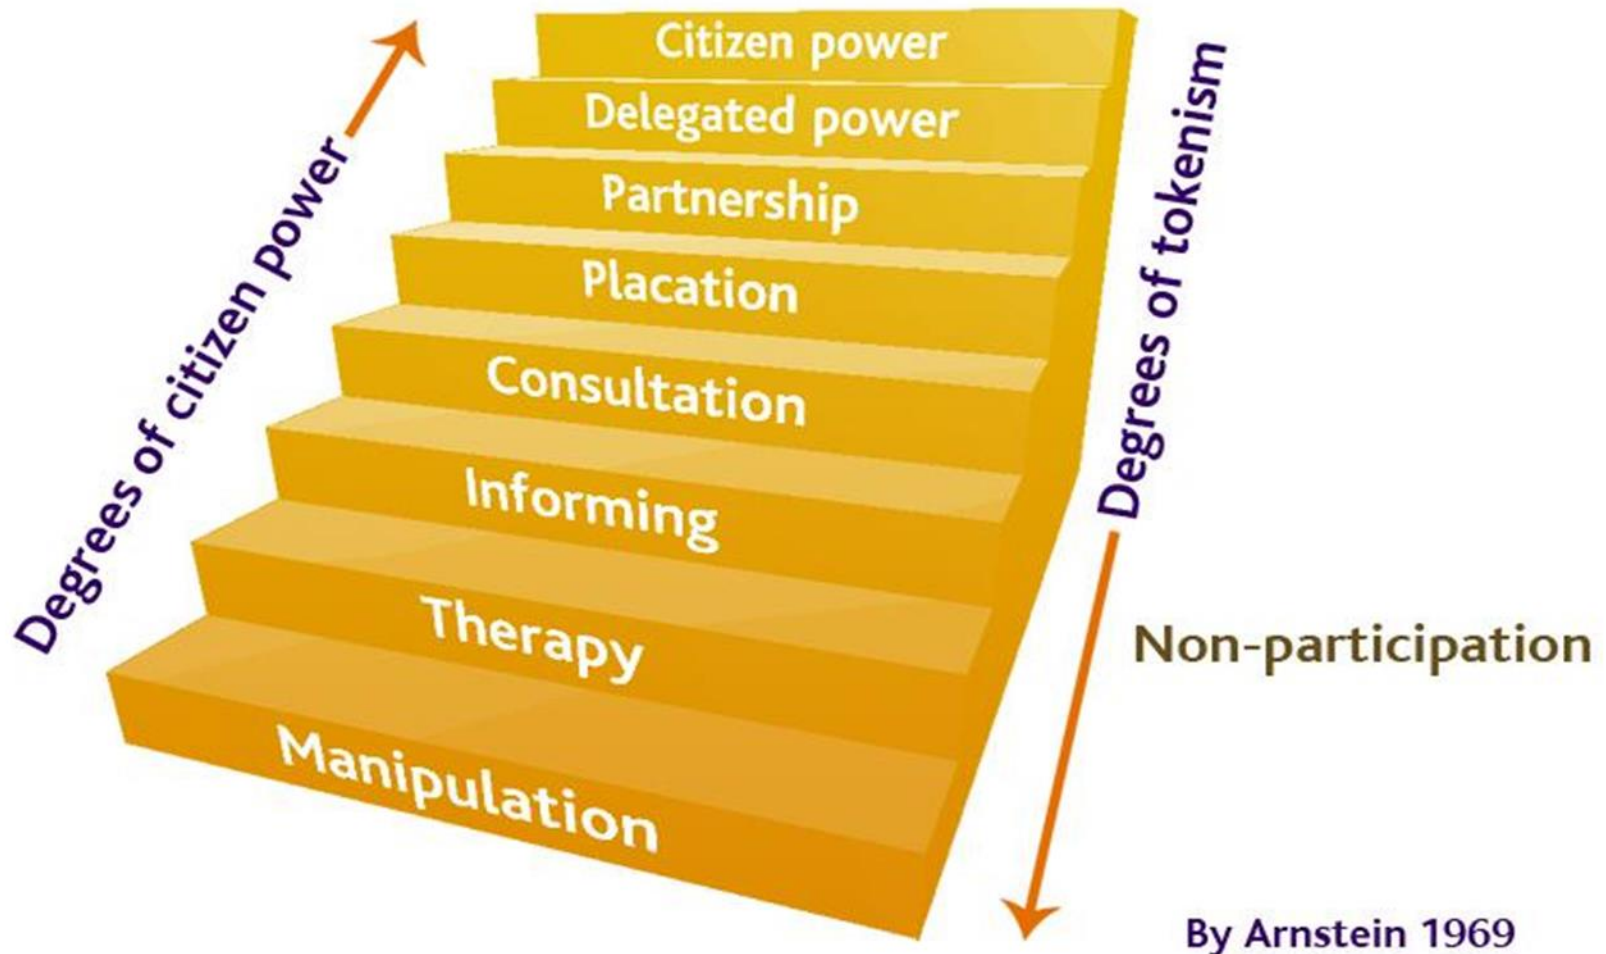 Citizen power
Delegated power
Partnership
Placation
Consultation
Informing
Therapy
Manipulation
Degrees of citizen power
Degrees of tokenism
Non-participation
By Arnstein 1969